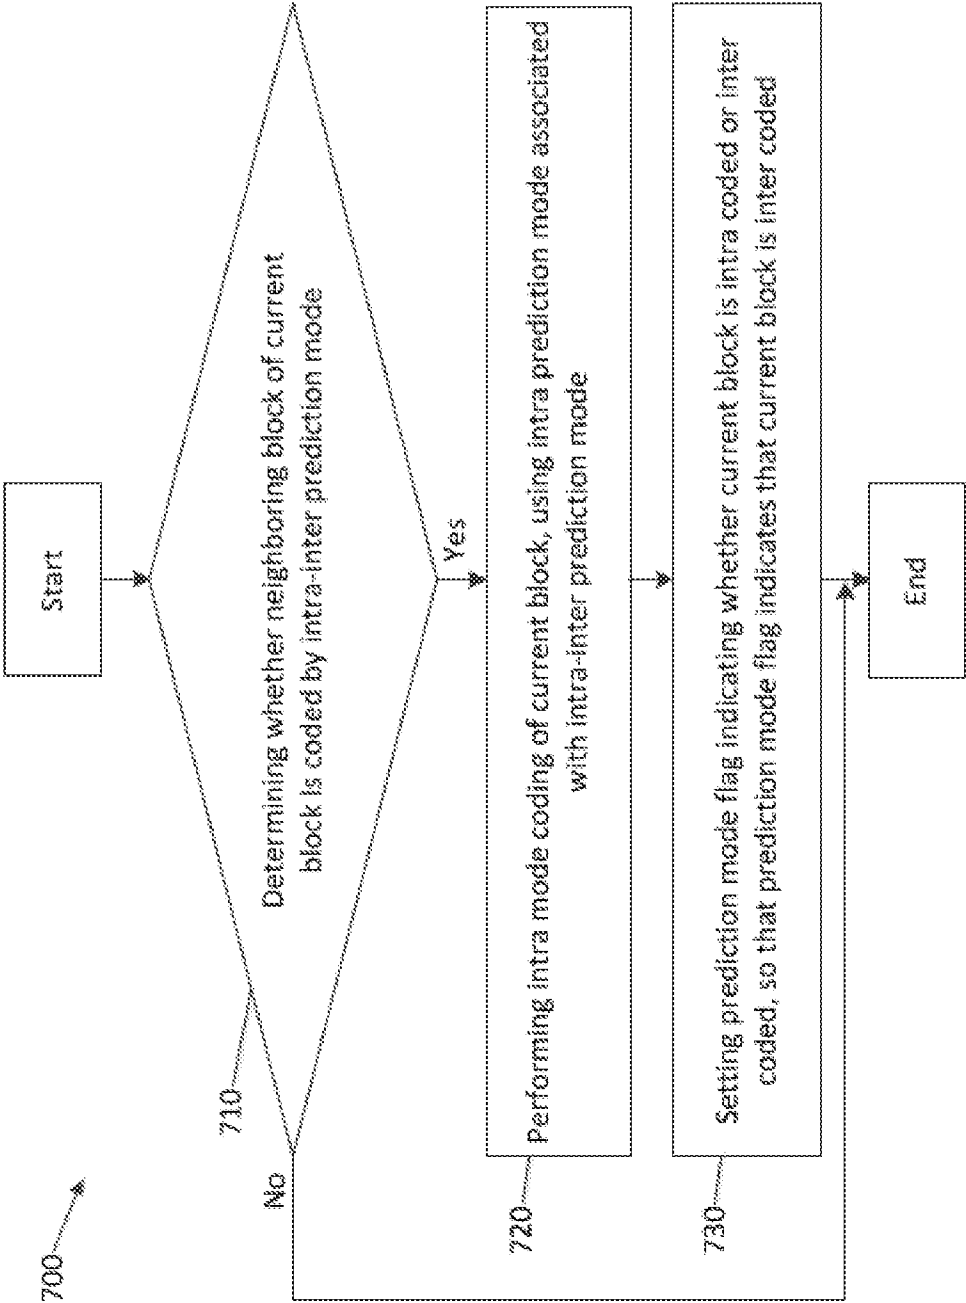 700
Start
710
Determining whether neighboring block of current
block is coded by intra-inter prediction mode
No
Yes
720
Performing intra mode coding of current block, using intra prediction mode associated
with intra-inter prediction mode
730
Setting prediction mode flag indicating whether current block is intra coded or inter
coded, so that prediction mode flag indicates that current block is inter coded
End